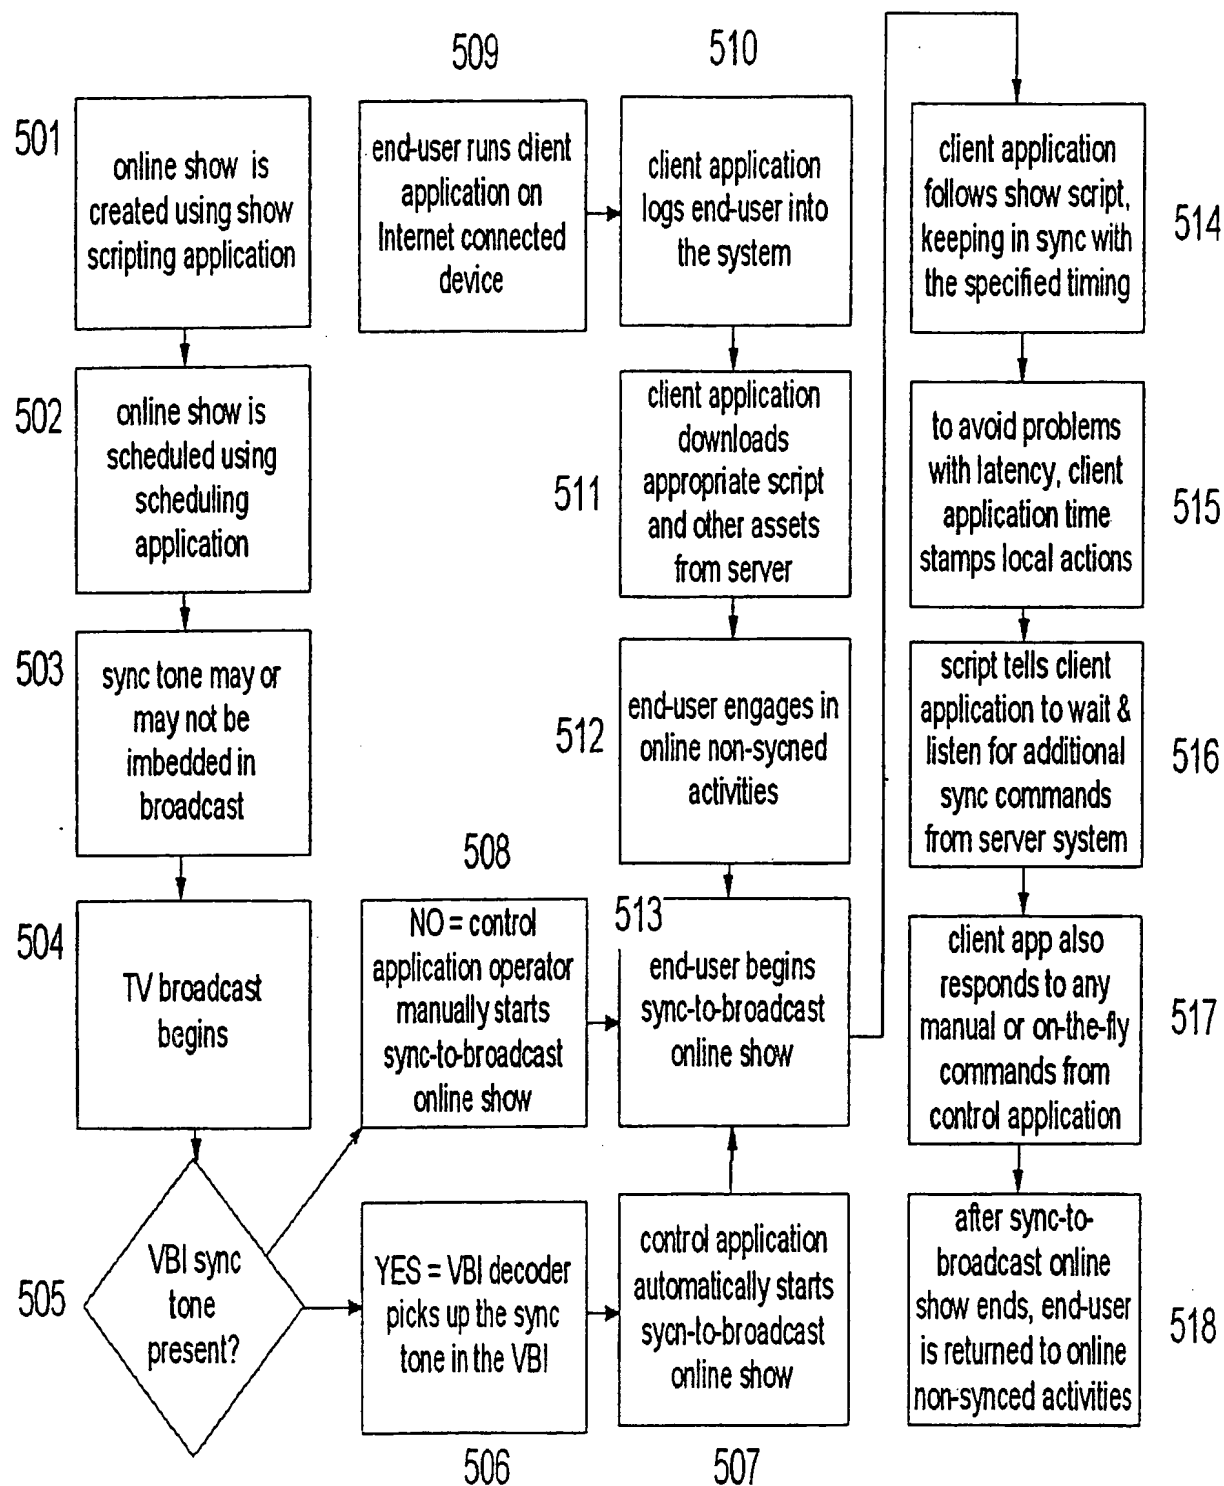 501
online show is
created using show
scripting application
502
online show is
scheduled using
scheduling
application
503
sync tone may or
may not be
imbedded in
broadcast
504
TV broadcast
begins
505
VBI sync
tone
present?
YES = VBI decoder
picks up the sync
tone in the VBI
506
control application
automatically starts
sycn-to-broadcast
online show
507
508
NO = control
application operator
manually starts
sync-to-broadcast
online show
509
end-user runs client
application on
Internet connected
device
510
client application
logs end-user into
the system
511
client application
downloads
appropriate script
and other assets
from server
512
end-user engages in
online non-sycned
activities
513
end-user begins
sync-to-broadcast
online show
client application
follows show script,
keeping in sync with
the specified timing
514
to avoid problems
with latency, client
application time
stamps local actions
515
script tells client
application to wait &
listen for additional
sync commands
from server system
516
client app also
responds to any
manual or on-the-fly
commands from
control application
517
after sync-to-
broadcast online
show ends, end-user
is returned to online
non-synced activities
518